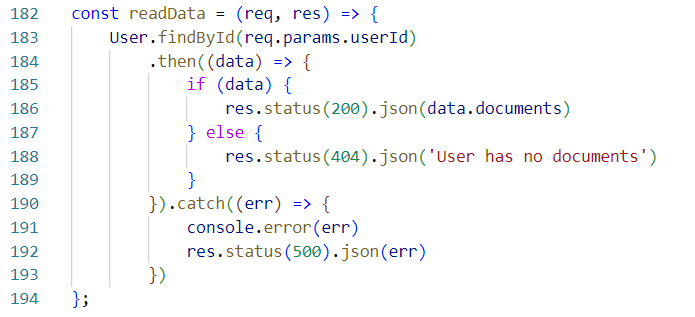 182 const readData = (req, res) => {
183     User.findById(req.params.userId)
184         .then((data) => {
185             if (data) {
186                 res.status(200).json(data.documents)
187             } else {
188                 res.status(404).json('User has no documents')
189             }
190         }).catch((err) => {
191             console.error(err)
192             res.status(500).json(err)
193         })
194 };